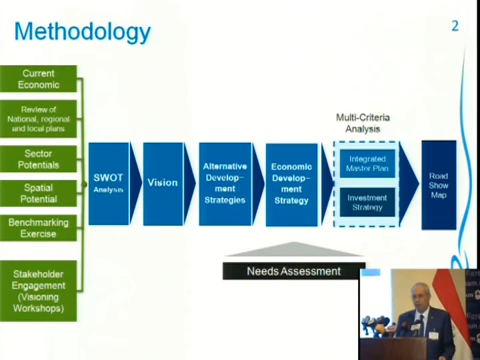 Methodology
2
Current
Economic
Review of
National, regional
and local plans
Sector
Potentials
Spatial
Potential
Benchmarking
Exercise
Stakeholder
Engagement
(Visioning
Workshops)
SWOT
Analysis
Vision
Alternative
Develop-
ment
Strategies
Economic
Develop-
ment
Strategy
Multi-Criteria
Analysis
Integrated
Master Plan
Investment
Strategy
Road
Show
Map
Needs Assessment